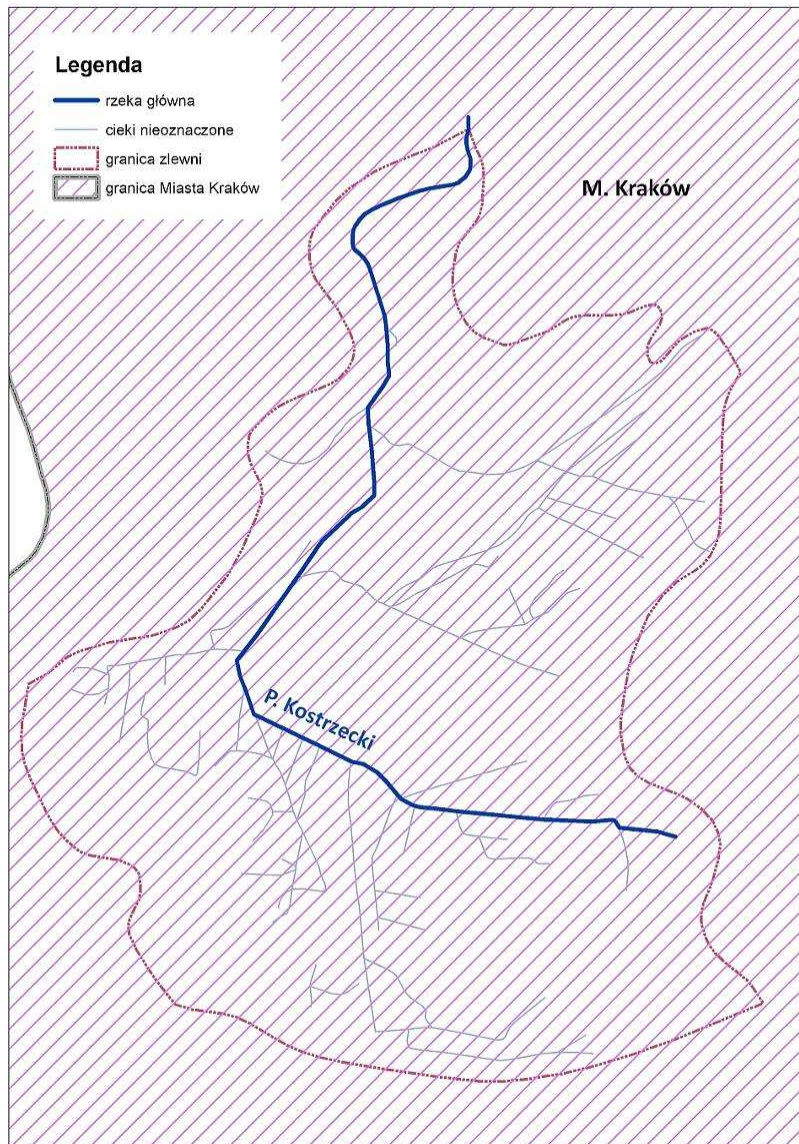 Legenda
rzeka główna
cieki nieoznaczone
granica zlewni
granica Miasta Kraków
M. Kraków
P. Kostrzecki